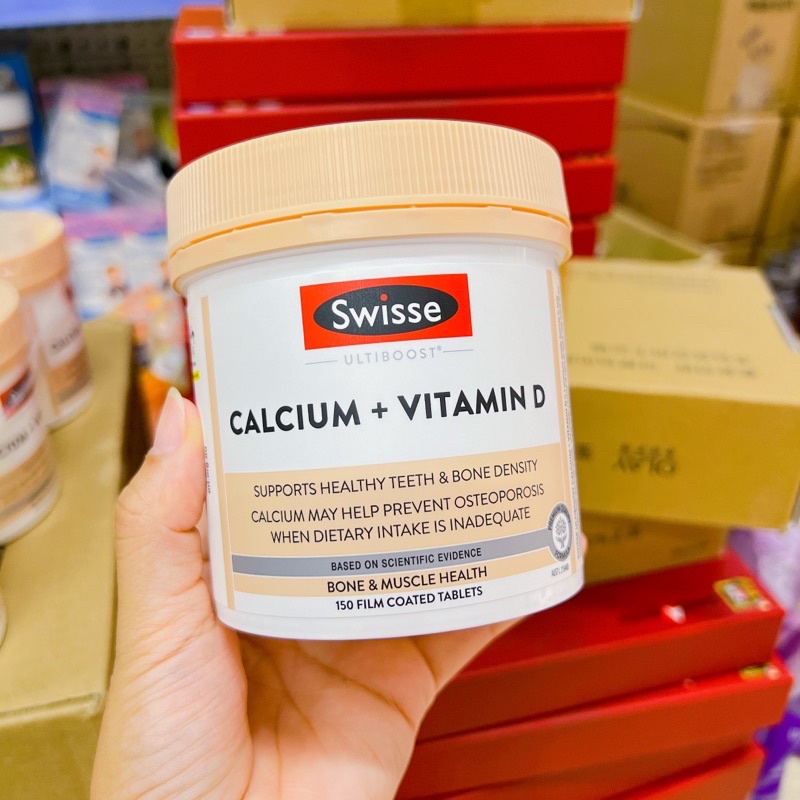 Swisse
ULTIBOOST®
CALCIUM + VITAMIN D
SUPPORTS HEALTHY TEETH & BONE DENSITY
CALCIUM MAY HELP PREVENT OSTEOPOROSIS
WHEN DIETARY INTAKE IS INADEQUATE
BASED ON SCIENTIFIC EVIDENCE
BONE & MUSCLE HEALTH
150 FILM COATED TABLETS